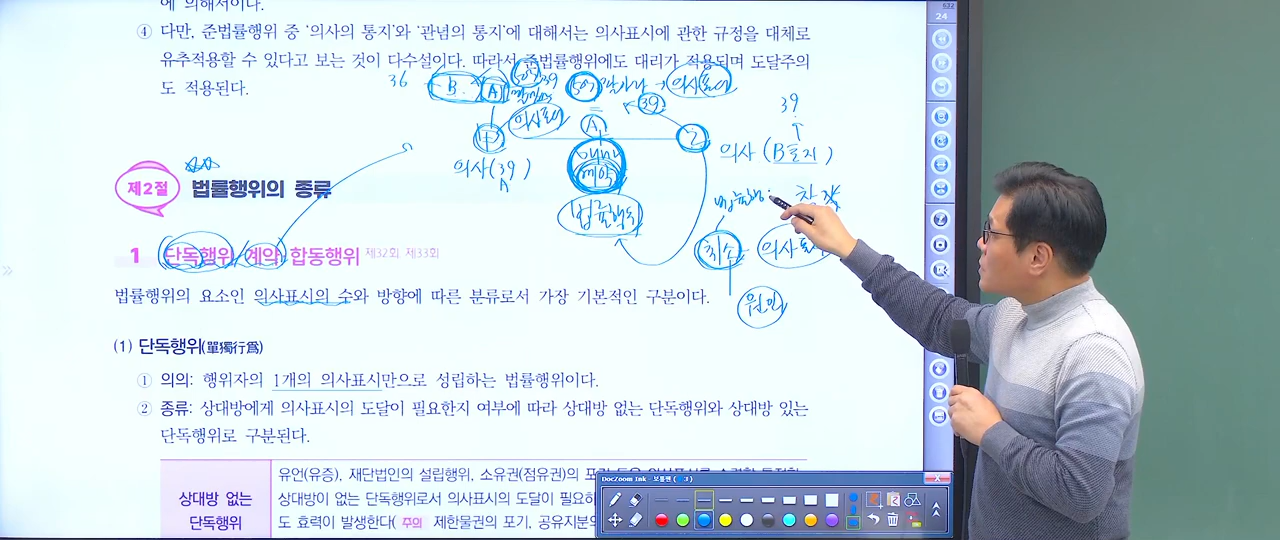 에 의해서이다.
④ 다만, 준법률행위 중 '의사의 통지'와 '관념의 통지'에 대해서는 의사표시에 관한 규정을 대체로
유추적용할 수 있다고 보는 것이 다수설이다. 따라서 준법률행위에도 대리가 적용되며 도달주의
도 적용된다.
36 B A 39
39 의사표시
39
A 의사표시 2
의사 (39) 의사 (B토지)
A
계약
법률행위
제2절 법률행위의 종류
취소 의사표시
원인
1 단독행위, 계약, 합동행위 제32회, 제33회
법률행위의 요소인 의사표시의 수와 방향에 따른 분류로서 가장 기본적인 구분이다.
(1) 단독행위(單獨行爲)
① 의의: 행위자의 1개의 의사표시만으로 성립하는 법률행위이다.
② 종류: 상대방에게 의사표시의 도달이 필요한지 여부에 따라 상대방 없는 단독행위와 상대방 있는
단독행위로 구분된다.
상대방 없는
단독행위
유언(유증), 재단법인의 설립행위, 소유권(점유권)의
상대방이 없는 단독행위로서 의사표시의 도달이 필요하
도 효력이 발생한다( 주의 제한물권의 포기, 공유지분의
24
DocZoom Ink